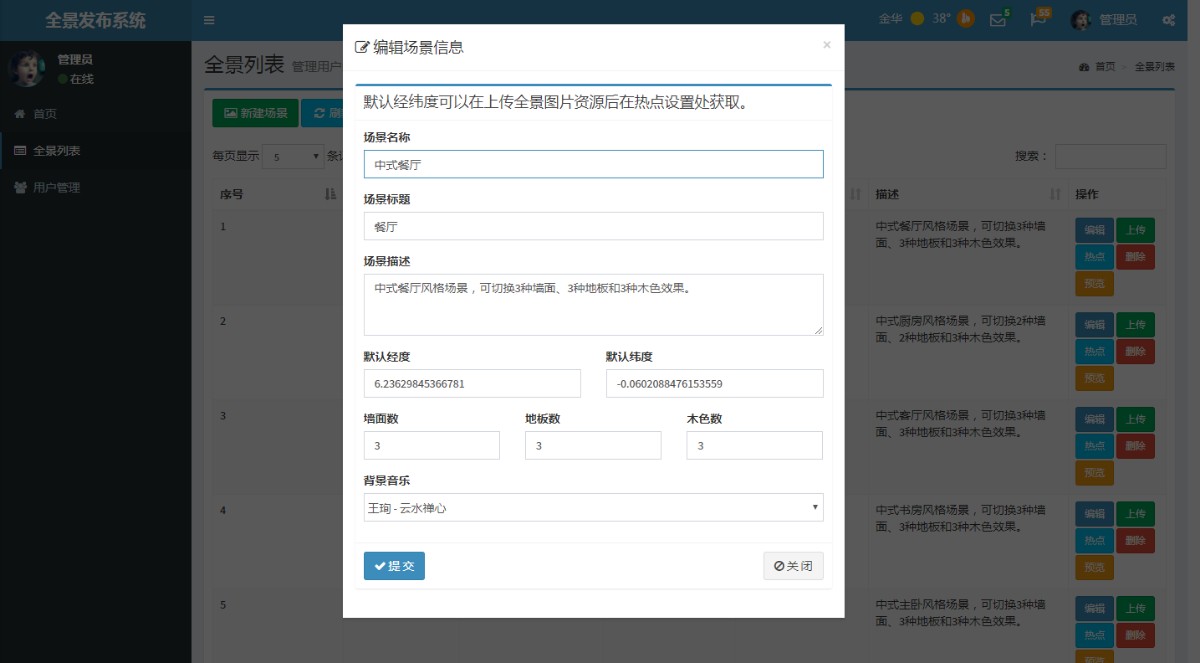 全景发布系统
金华 38°
5
55
管理员
管理员
在线
首页
全景列表
用户管理
全景列表 管理用户
首页
全景列表
新建场景
每页显示 5
搜索：
序号
描述
操作
1
中式餐厅风格场景，可切换3种墙
面、3种地板和3种木色效果。
编辑
上传
热点
删除
预览
2
中式厨房风格场景，可切换2种墙
面、2种地板和3种木色效果。
编辑
上传
热点
删除
预览
3
中式客厅风格场景，可切换3种墙
面、3种地板和3种木色效果。
编辑
上传
热点
删除
预览
4
中式书房风格场景，可切换3种墙
面、3种地板和3种木色效果。
编辑
上传
热点
删除
预览
5
中式主卧风格场景，可切换3种墙
面、3种地板和3种木色效果。
编辑
上传
热点
删除
预览
编辑场景信息
×
默认经纬度可以在上传全景图片资源后在热点设置处获取。
场景名称
中式餐厅
场景标题
餐厅
场景描述
中式餐厅风格场景，可切换3种墙面、3种地板和3种木色效果。
默认经度
默认纬度
6.23629845366781
-0.0602088476153559
墙面数
地板数
木色数
3
3
3
背景音乐
王珣 - 云水禅心
提交
关闭